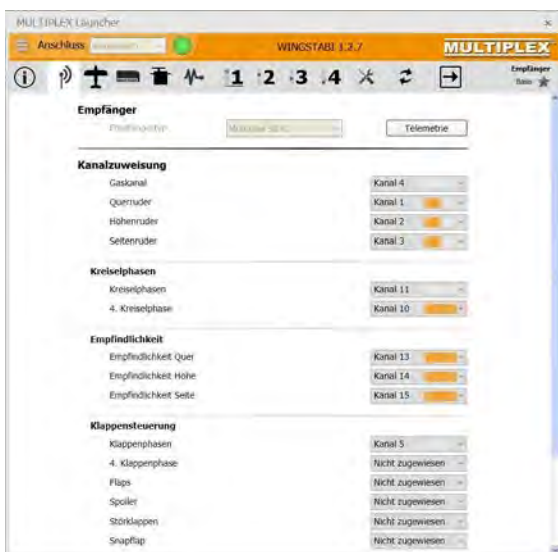 MULTIPLEX Launcher
Anschluss
WINGSTABI 1.2.7
MULTIPLEX
1 2 3 4
Empfänger
Basic
Empfänger
Telemetrie
Kanalzuweisung
Gaskanal Kanal 4
Querruder Kanal 1
Höhenruder Kanal 2
Seitenruder Kanal 3
Kreiselphasen
Kreiselphasen Kanal 11
4. Kreiselphase Kanal 10
Empfindlichkeit
Empfindlichkeit Quer Kanal 13
Empfindlichkeit Höhe Kanal 14
Empfindlichkeit Seite Kanal 15
Klappensteuerung
Klappenphasen Kanal 5
4. Klappenphase Nicht zugewiesen
Flaps Nicht zugewiesen
Spoiler Nicht zugewiesen
Störklappen Nicht zugewiesen
Snapflap Nicht zugewiesen